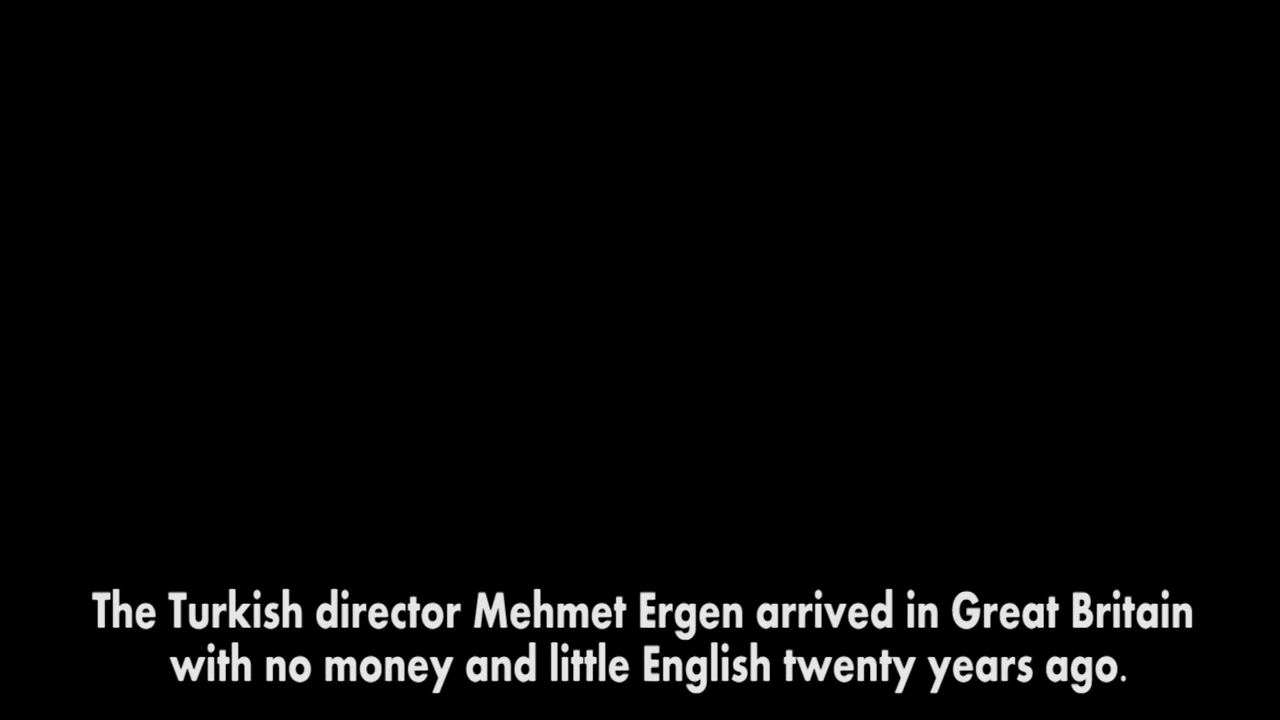 The Turkish director Mehmet Ergen arrived in Great Britain
with no money and little English twenty years ago.